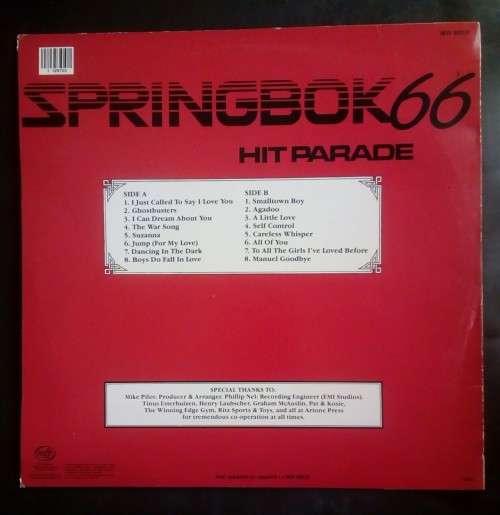 SPRINGBOK 66
HIT PARADE
SIDE A
1. I Just Called To Say I Love You
2. Ghostbusters
3. I Can Dream About You
4. The War Song
5. Suzanna
6. Jump (For My Love)
7. Dancing In The Dark
8. Boys Do Fall In Love
SIDE B
1. Smalltown Boy
2. Agadoo
3. A Little Love
4. Self Control
5. Careless Whisper
6. All Of You
7. To All The Girls I've Loved Before
8. Manuel Goodbye
SPECIAL THANKS TO:
Mike Pilot: Producer & Arranger. Phillip Nel: Recording Engineer (EMI Studios).
Tinus Esterhuizen, Henry Laubscher, Graham McAuslin, Pat & Kosie,
The Winning Edge Gym, Ritz Sports & Toys, and all at Artone Press
for tremendous co-operation at all times.